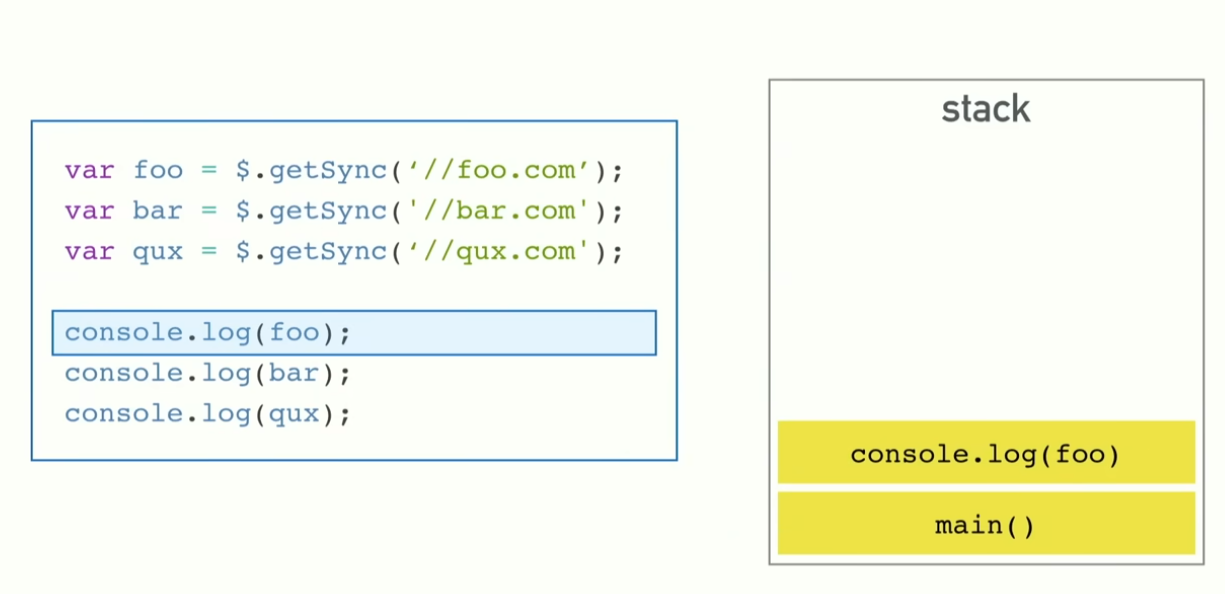 var foo = $.getSync(‘//foo.com’);
var bar = $.getSync('//bar.com');
var qux = $.getSync(‘//qux.com');
console.log(foo);
console.log(bar);
console.log(qux);
stack
console.log(foo)
main()